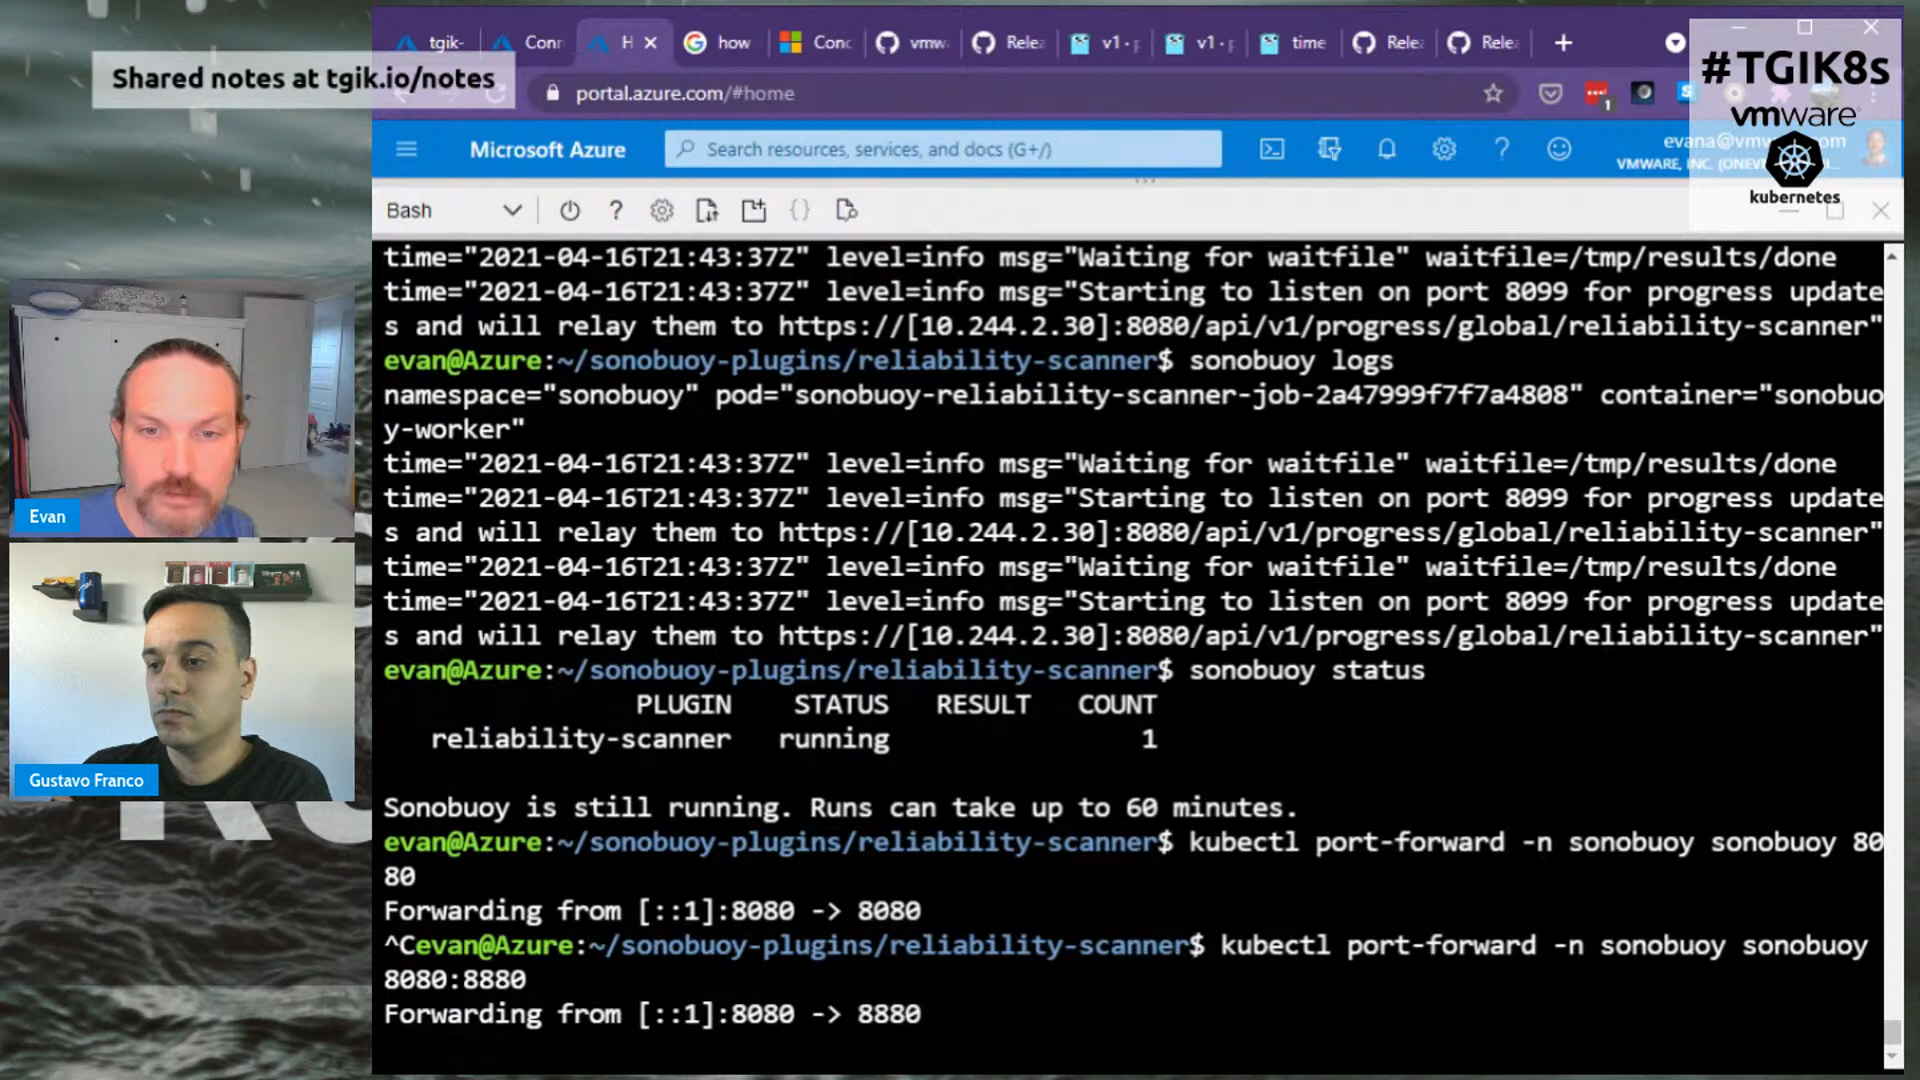 tgik-
Conn
H
how
Conc
vmw
Relea
v1 · p
v1 · p
time
Relea
Relea
Shared notes at tgik.io/notes
portal.azure.com/#home
#TGIK8s
vmware
kubernetes
Microsoft Azure
Search resources, services, and docs (G+/)
Bash
time="2021-04-16T21:43:37Z" level=info msg="Waiting for waitfile" waitfile=/tmp/results/done
time="2021-04-16T21:43:37Z" level=info msg="Starting to listen on port 8099 for progress update
s and will relay them to https://[10.244.2.30]:8080/api/v1/progress/global/reliability-scanner"
evan@Azure:~/sonobuoy-plugins/reliability-scanner$ sonobuoy logs
namespace="sonobuoy" pod="sonobuoy-reliability-scanner-job-2a47999f7f7a4808" container="sonobuo
y-worker"
time="2021-04-16T21:43:37Z" level=info msg="Waiting for waitfile" waitfile=/tmp/results/done
time="2021-04-16T21:43:37Z" level=info msg="Starting to listen on port 8099 for progress update
s and will relay them to https://[10.244.2.30]:8080/api/v1/progress/global/reliability-scanner"
time="2021-04-16T21:43:37Z" level=info msg="Waiting for waitfile" waitfile=/tmp/results/done
time="2021-04-16T21:43:37Z" level=info msg="Starting to listen on port 8099 for progress update
s and will relay them to https://[10.244.2.30]:8080/api/v1/progress/global/reliability-scanner"
evan@Azure:~/sonobuoy-plugins/reliability-scanner$ sonobuoy status
PLUGIN STATUS RESULT COUNT
reliability-scanner running 1
Sonobuoy is still running. Runs can take up to 60 minutes.
evan@Azure:~/sonobuoy-plugins/reliability-scanner$ kubectl port-forward -n sonobuoy sonobuoy 80
80
Forwarding from [::1]:8080 -> 8080
^Cevan@Azure:~/sonobuoy-plugins/reliability-scanner$ kubectl port-forward -n sonobuoy sonobuoy
8080:8880
Forwarding from [::1]:8080 -> 8880
Evan
Gustavo Franco